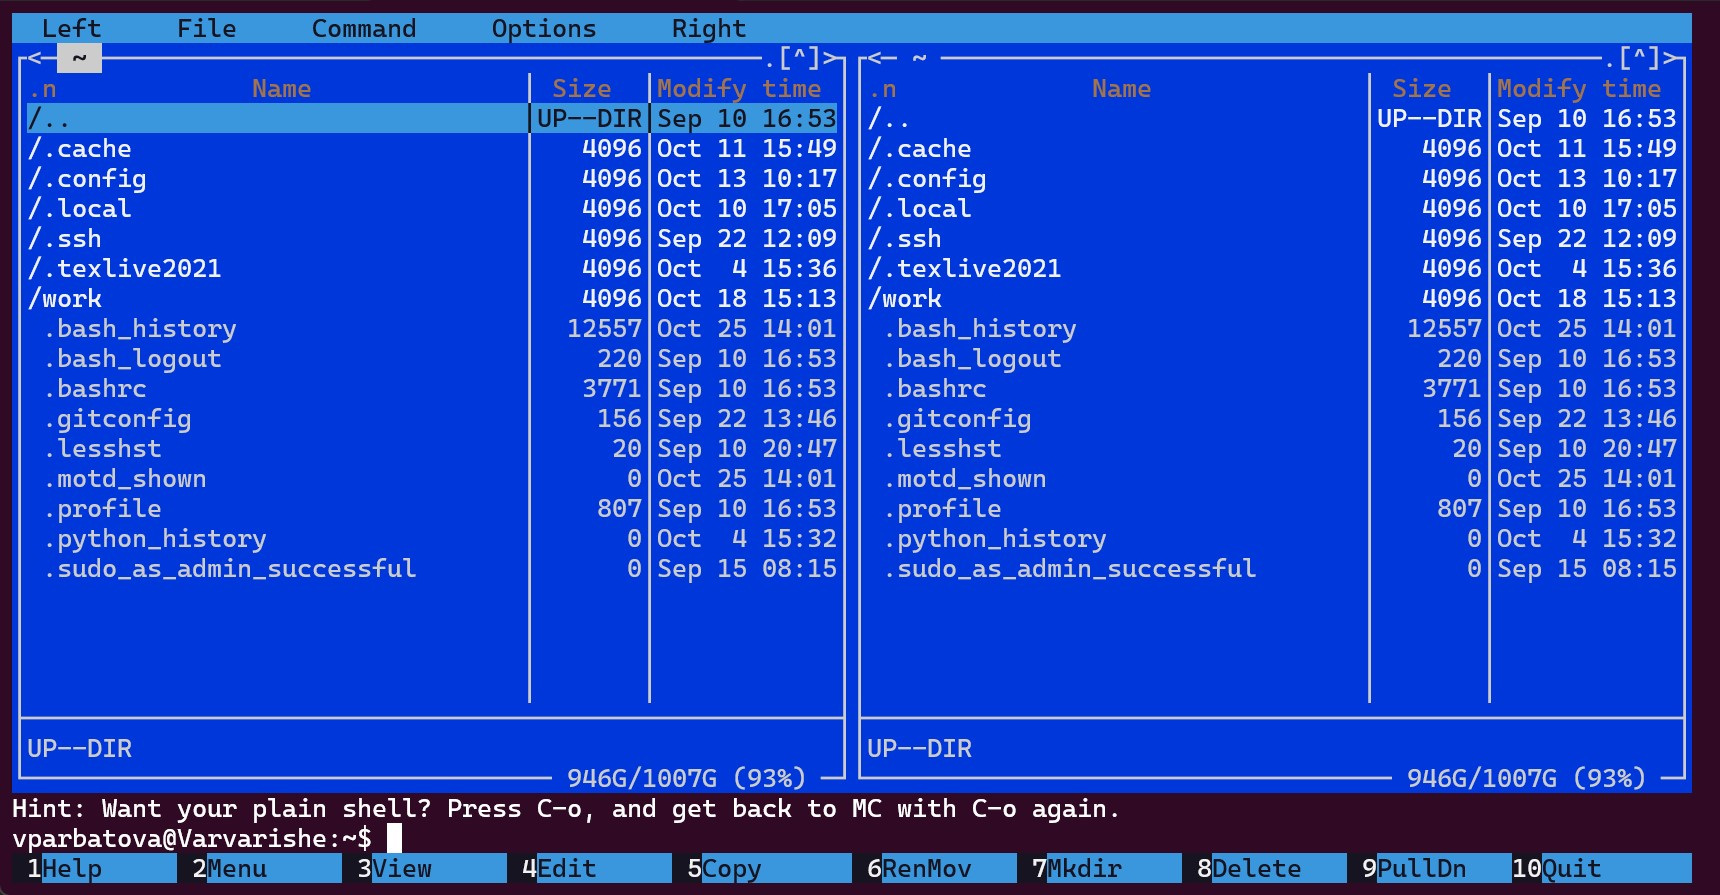 Left File Command Options Right
<─ ~ ─.[^]> <─ ~ ─.[^]>
.n Name Size Modify time .n Name Size Modify time
/.. UP--DIR Sep 10 16:53 /.. UP--DIR Sep 10 16:53
/.cache 4096 Oct 11 15:49 /.cache 4096 Oct 11 15:49
/.config 4096 Oct 13 10:17 /.config 4096 Oct 13 10:17
/.local 4096 Oct 10 17:05 /.local 4096 Oct 10 17:05
/.ssh 4096 Sep 22 12:09 /.ssh 4096 Sep 22 12:09
/.texlive2021 4096 Oct 4 15:36 /.texlive2021 4096 Oct 4 15:36
/work 4096 Oct 18 15:13 /work 4096 Oct 18 15:13
.bash_history 12557 Oct 25 14:01 .bash_history 12557 Oct 25 14:01
.bash_logout 220 Sep 10 16:53 .bash_logout 220 Sep 10 16:53
.bashrc 3771 Sep 10 16:53 .bashrc 3771 Sep 10 16:53
.gitconfig 156 Sep 22 13:46 .gitconfig 156 Sep 22 13:46
.lesshst 20 Sep 10 20:47 .lesshst 20 Sep 10 20:47
.motd_shown 0 Oct 25 14:01 .motd_shown 0 Oct 25 14:01
.profile 807 Sep 10 16:53 .profile 807 Sep 10 16:53
.python_history 0 Oct 4 15:32 .python_history 0 Oct 4 15:32
.sudo_as_admin_successful 0 Sep 15 08:15 .sudo_as_admin_successful 0 Sep 15 08:15
UP--DIR UP--DIR
946G/1007G (93%) 946G/1007G (93%)
Hint: Want your plain shell? Press C-o, and get back to MC with C-o again.
vparbatova@Varvarishe:~$
1Help 2Menu 3View 4Edit 5Copy 6RenMov 7Mkdir 8Delete 9PullDn 10Quit